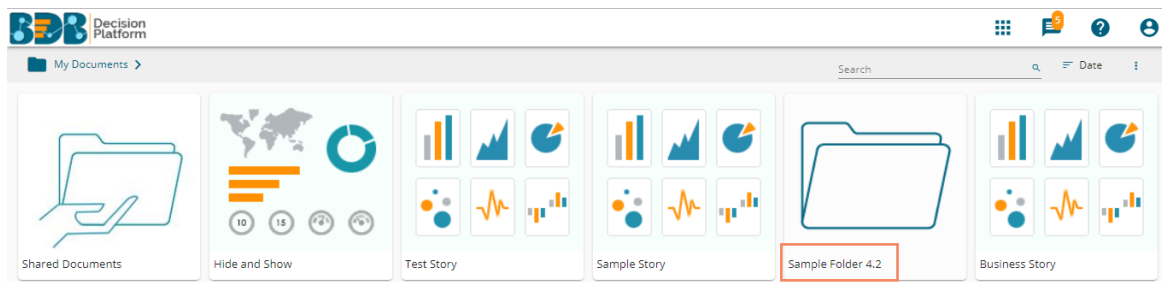 BDB Decision
Platform
5
My Documents
Search
Date
10 15
Shared Documents
Hide and Show
Test Story
Sample Story
Sample Folder 4.2
Business Story